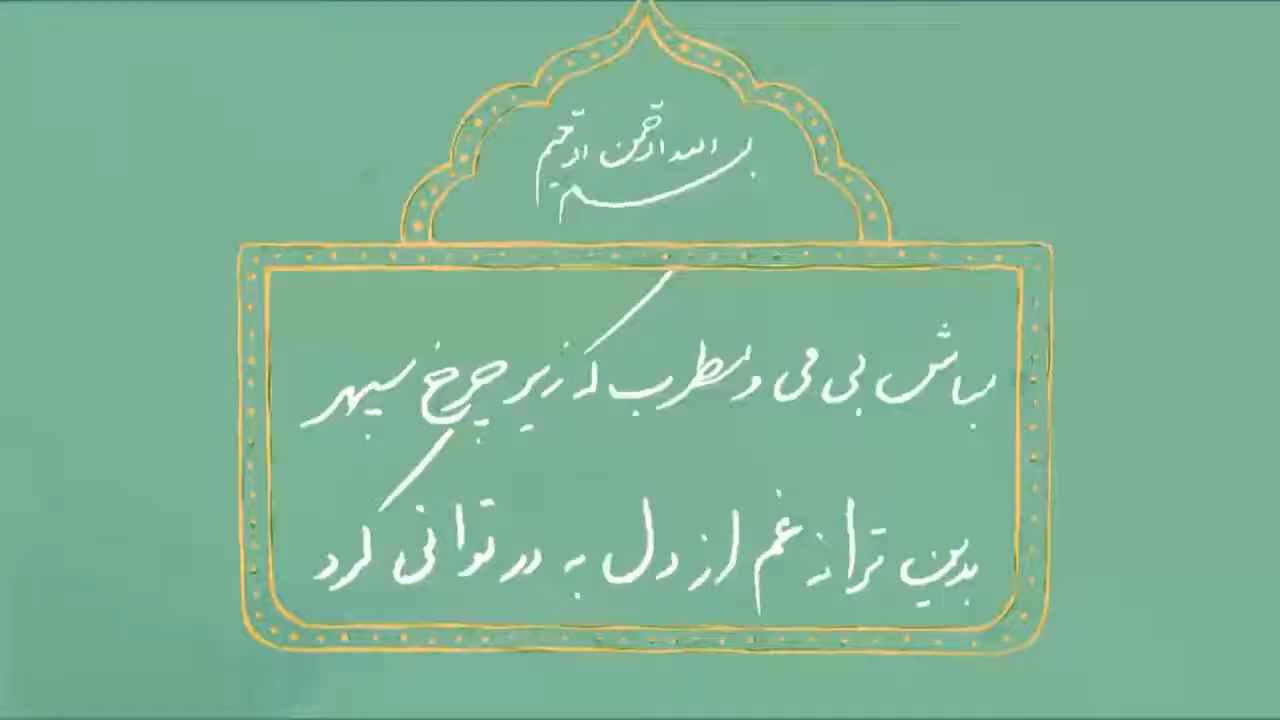 بسم الله الرحمن الرحیم
مباش بی می و مطرب که زیر چرخ سپهر
بدین ترانه غم از دل به در توانی کرد